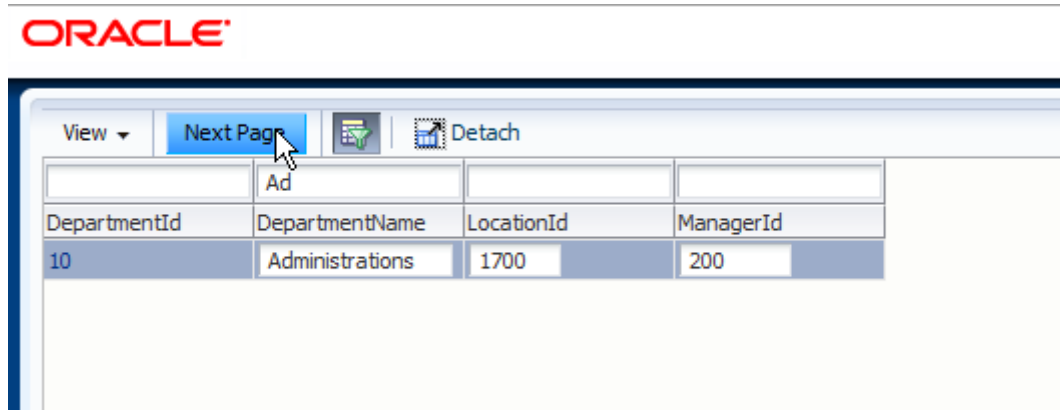 ORACLE
View Next Page Detach
Ad
DepartmentId DepartmentName LocationId ManagerId
10 Administrations 1700 200